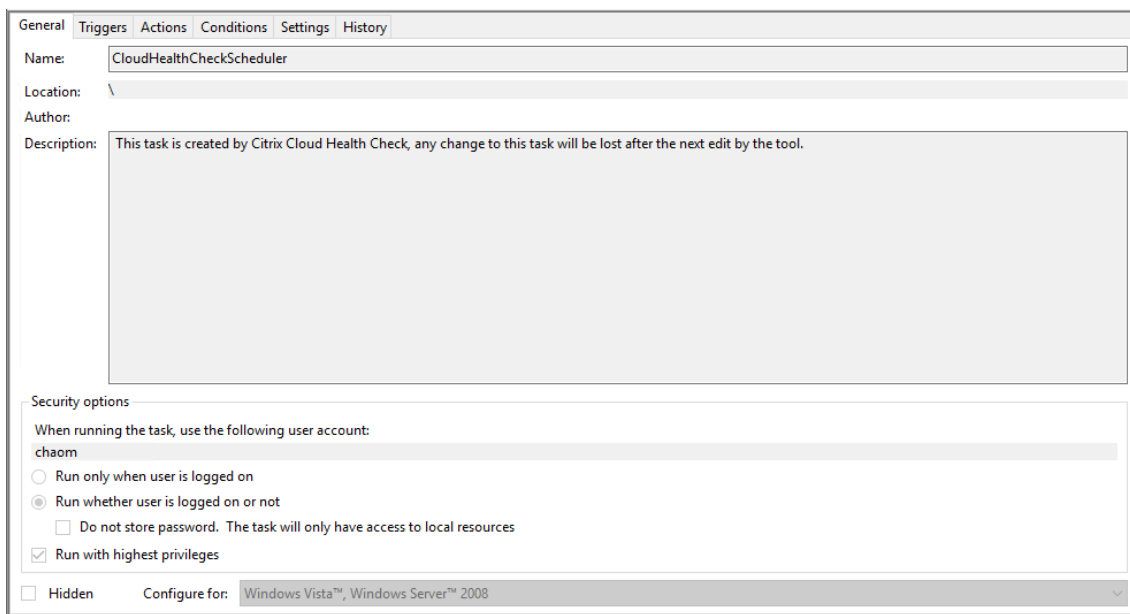 General Triggers Actions Conditions Settings History
Name: CloudHealthCheckScheduler
Location: \
Author:
Description: This task is created by Citrix Cloud Health Check, any change to this task will be lost after the next edit by the tool.
Security options
When running the task, use the following user account:
chaom
Run only when user is logged on
Run whether user is logged on or not
Do not store password. The task will only have access to local resources
Run with highest privileges
Hidden Configure for: Windows Vista™, Windows Server™ 2008